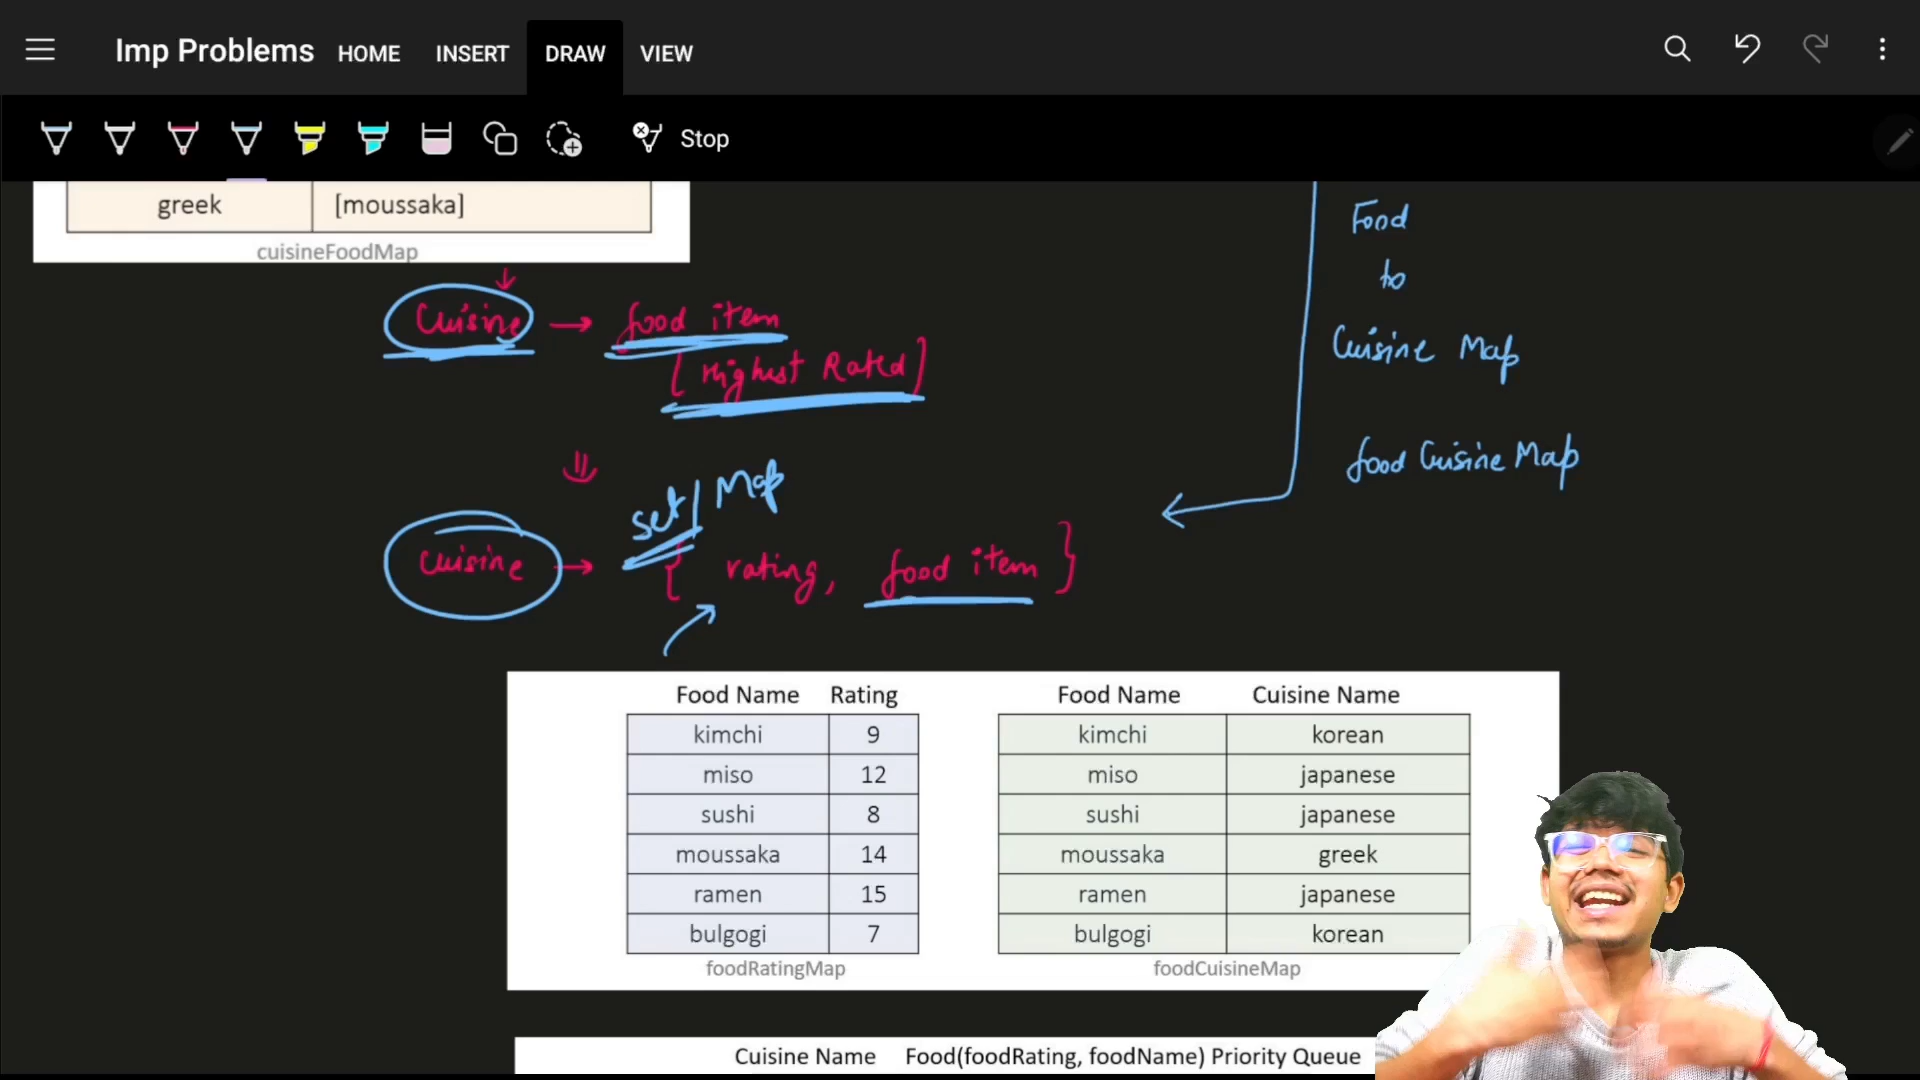 Imp Problems HOME INSERT DRAW VIEW
Stop
greek [moussaka]
cuisineFoodMap
Food
to
Cuisine Map
food Cuisine Map
Cuisine → food item
[Highest Rated]
set/Map
cuisine → { rating, food item }
Food Name Rating
kimchi 9
miso 12
sushi 8
moussaka 14
ramen 15
bulgogi 7
foodRatingMap
Food Name Cuisine Name
kimchi korean
miso japanese
sushi japanese
moussaka greek
ramen japanese
bulgogi korean
foodCuisineMap
Cuisine Name Food(foodRating, foodName) Priority Queue